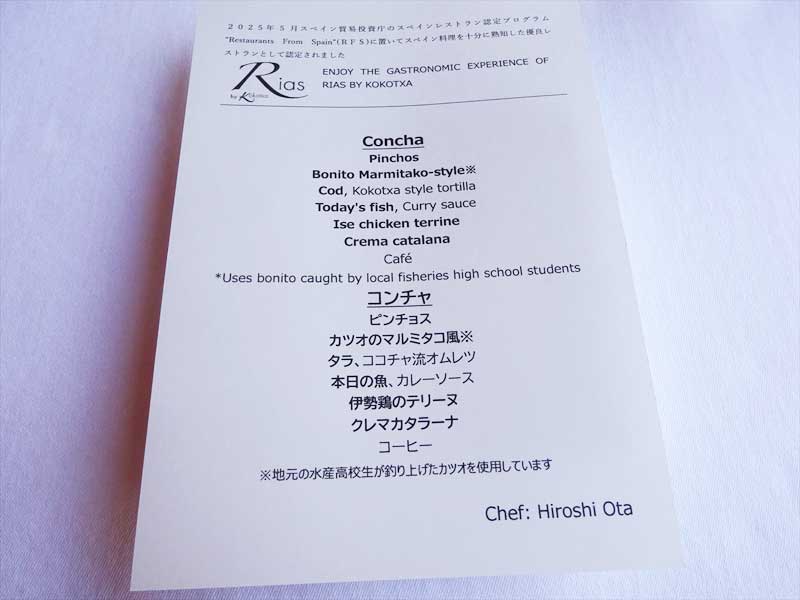 ２０２５年５月スペイン貿易投資庁のスペインレストラン認定プログラム
"Restaurants From Spain"(ＲＦＳ)に置いてスペイン料理を十分に熟知した優良レ
ストランとして認定されました
Rias
by Kokotxa
ENJOY THE GASTRONOMIC EXPERIENCE OF
RIAS BY KOKOTXA
Concha
Pinchos
Bonito Marmitako-style※
Cod, Kokotxa style tortilla
Today's fish, Curry sauce
Ise chicken terrine
Crema catalana
Café
*Uses bonito caught by local fisheries high school students
コンチャ
ピンチョス
カツオのマルミタコ風※
タラ、ココチャ流オムレツ
本日の魚、カレーソース
伊勢鶏のテリーヌ
クレマカタラーナ
コーヒー
※地元の水産高校生が釣り上げたカツオを使用しています
Chef: Hiroshi Ota